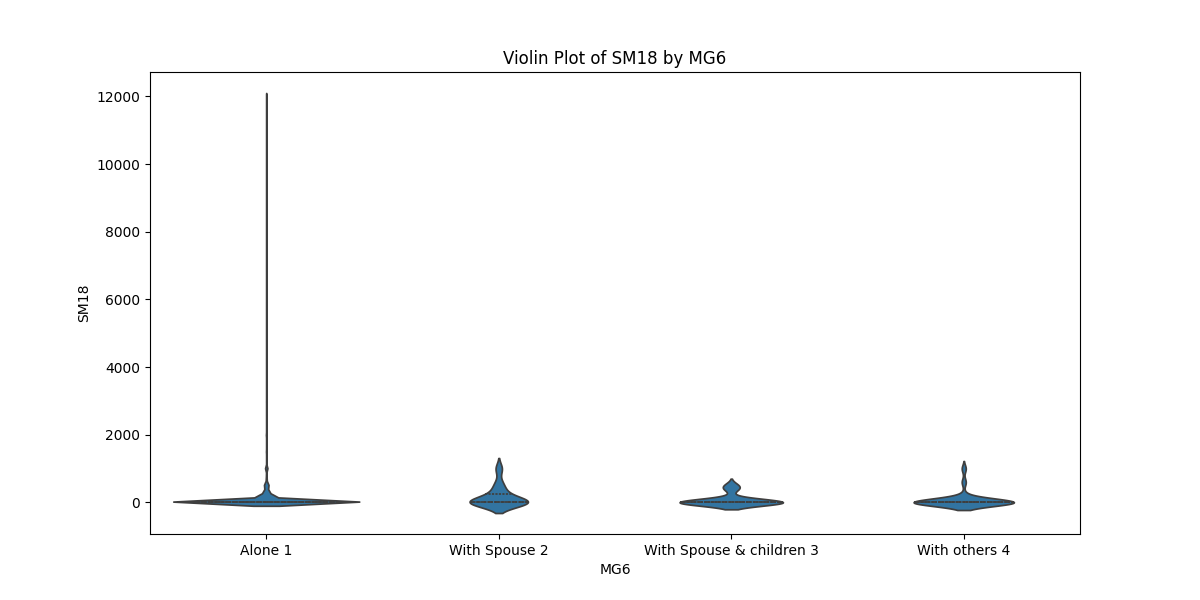 Violin Plot of SM18 by MG6
12000
10000
8000
6000
4000
2000
0
SM18
Alone 1
With Spouse 2
With Spouse & children 3
With others 4
MG6